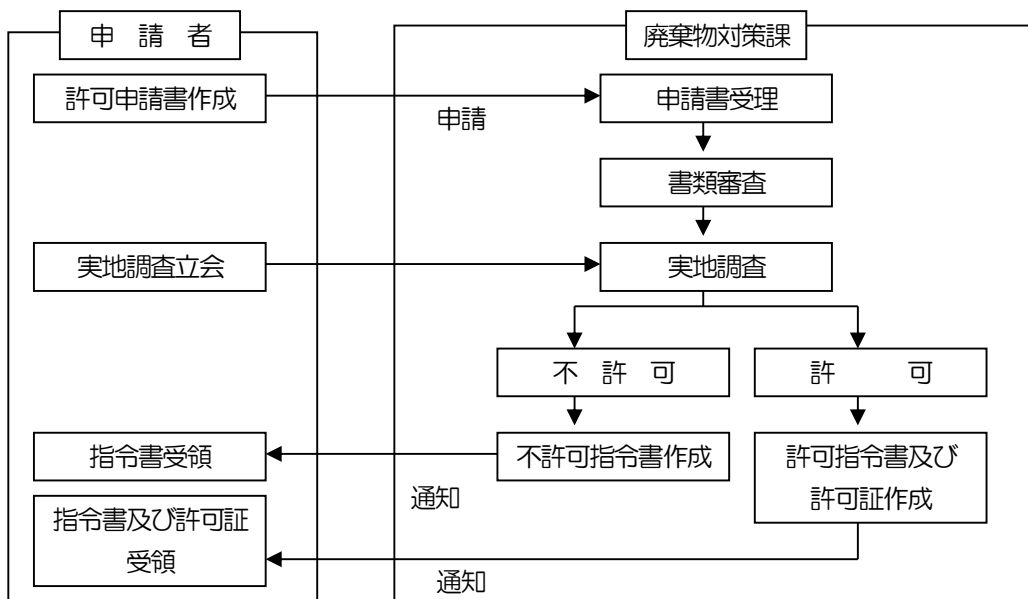 申　請　者
廃棄物対策課
許可申請書作成
申請
申請書受理
書類審査
実地調査立会
実地調査
不　許　可
許　　可
指令書受領
通知
不許可指令書作成
許可指令書及び
許可証作成
指令書及び許可証
受領
通知